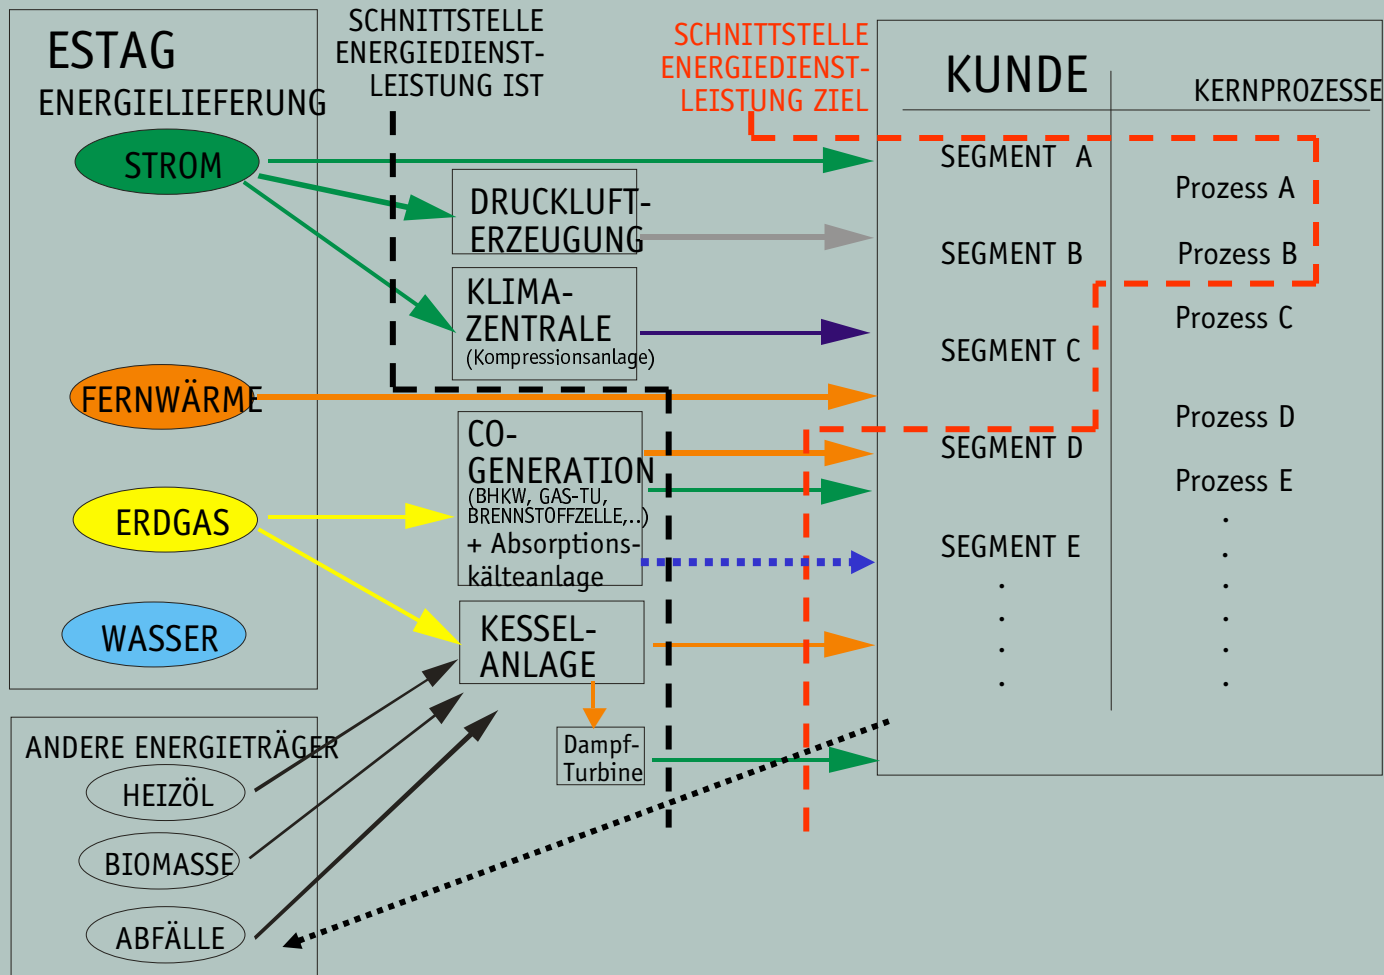 ESTAG
ENERGIELIEFERUNG
STROM
FERNWÄRME
ERDGAS
WASSER
ANDERE ENERGIETRÄGER
HEIZÖL
BIOMASSE
ABFÄLLE
SCHNITTSTELLE
ENERGIEDIENST-
LEISTUNG IST
DRUCKLUFT-
ERZEUGUNG
KLIMA-
ZENTRALE
(Kompressionsanlage)
CO-
GENERATION
(BHKW, GAS-TU,
BRENNSTOFFZELLE,..)
+ Absorptions-
kälteanlage
KESSEL-
ANLAGE
Dampf-
Turbine
SCHNITTSTELLE
ENERGIEDIENST-
LEISTUNG ZIEL
KUNDE
SEGMENT A
SEGMENT B
SEGMENT C
SEGMENT D
SEGMENT E
.
.
.
.
KERNPROZESSE
Prozess A
Prozess B
Prozess C
Prozess D
Prozess E
.
.
.
.
.
.